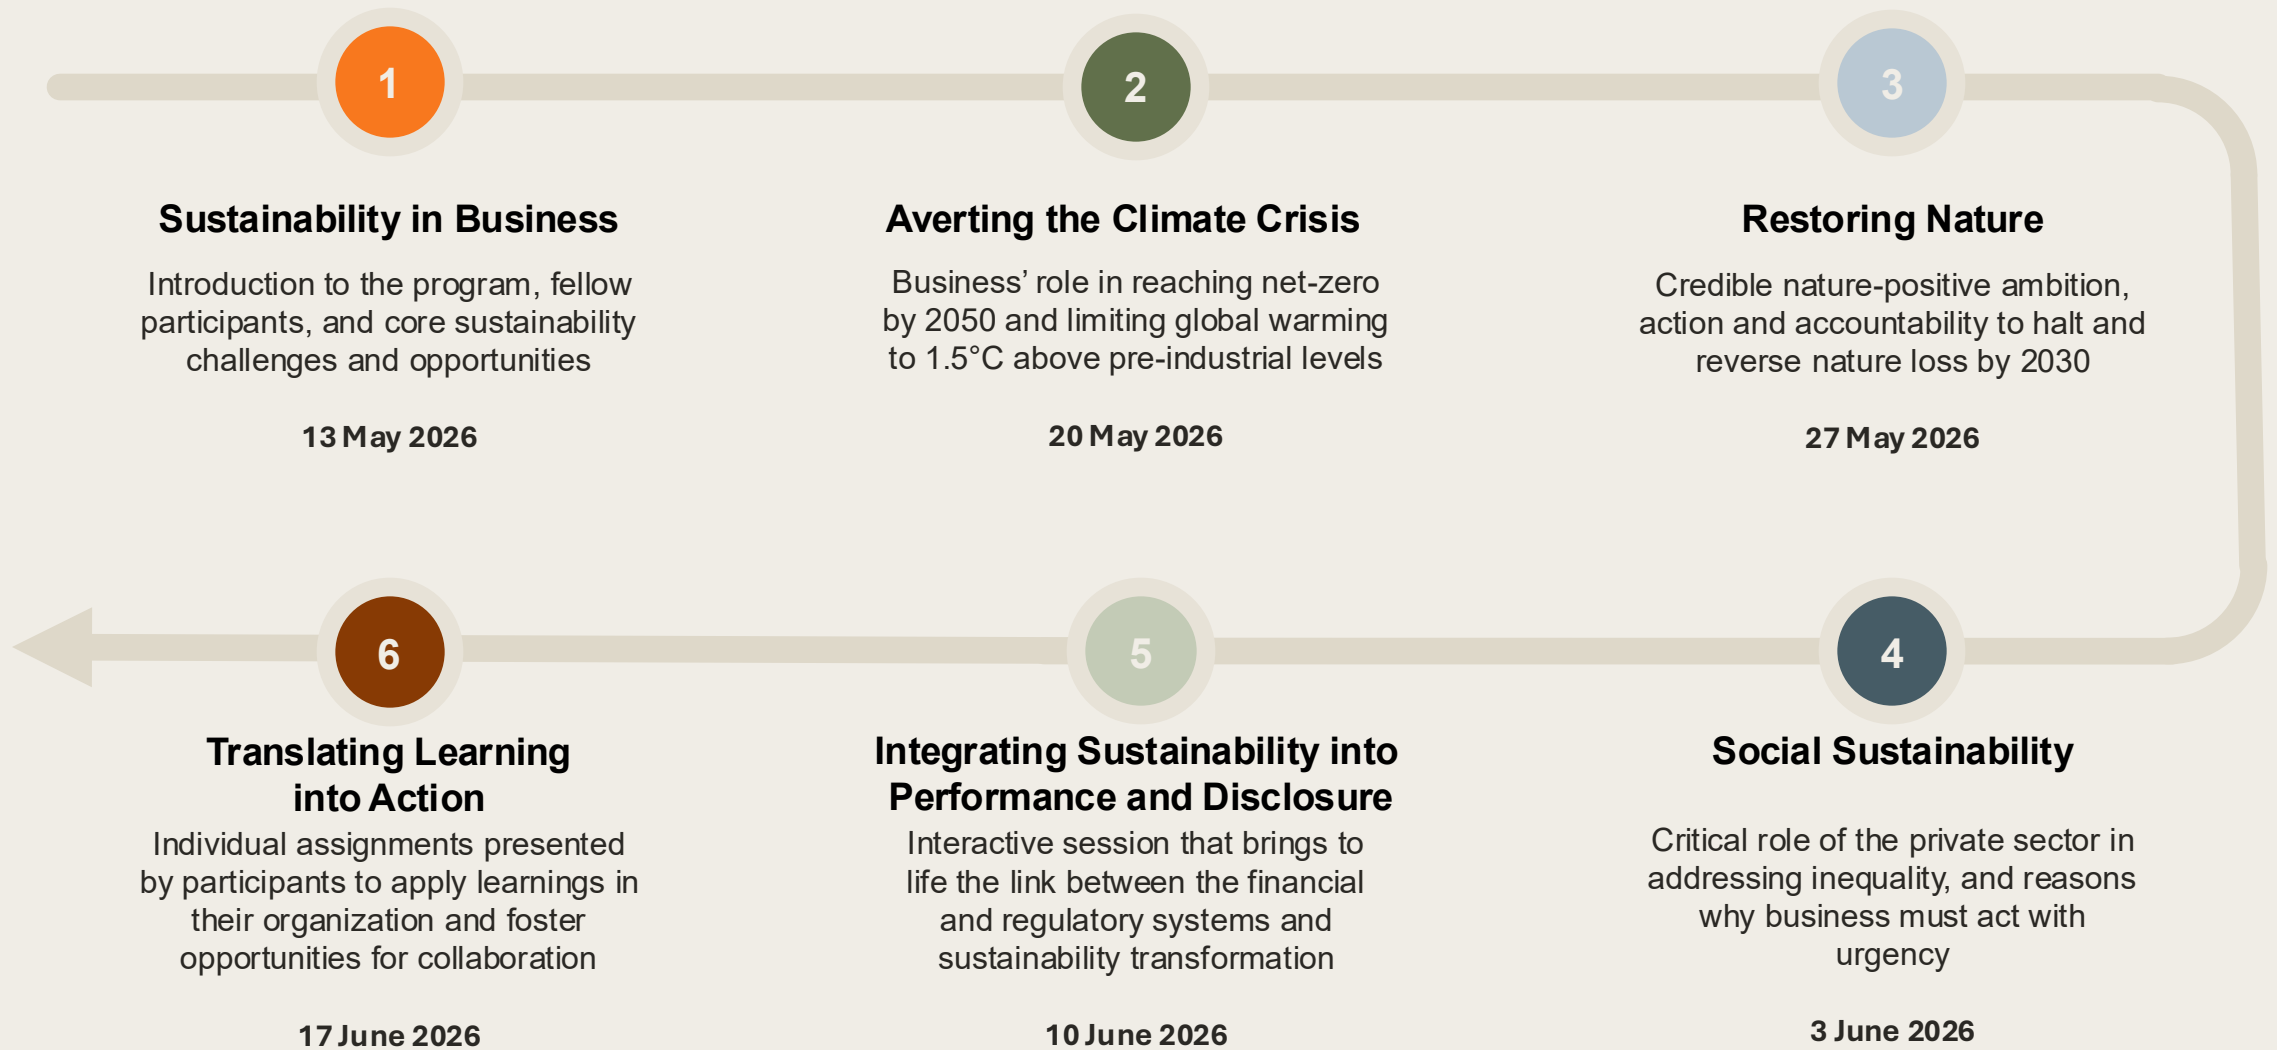 1
Sustainability in Business
Introduction to the program, fellow
participants, and core sustainability
challenges and opportunities
13 May 2026
2
Averting the Climate Crisis
Business’ role in reaching net-zero
by 2050 and limiting global warming
to 1.5°C above pre-industrial levels
20 May 2026
3
Restoring Nature
Credible nature-positive ambition,
action and accountability to halt and
reverse nature loss by 2030
27 May 2026
4
Social Sustainability
Critical role of the private sector in
addressing inequality, and reasons
why business must act with
urgency
3 June 2026
5
Integrating Sustainability into
Performance and Disclosure
Interactive session that brings to
life the link between the financial
and regulatory systems and
sustainability transformation
10 June 2026
6
Translating Learning
into Action
Individual assignments presented
by participants to apply learnings in
their organization and foster
opportunities for collaboration
17 June 2026